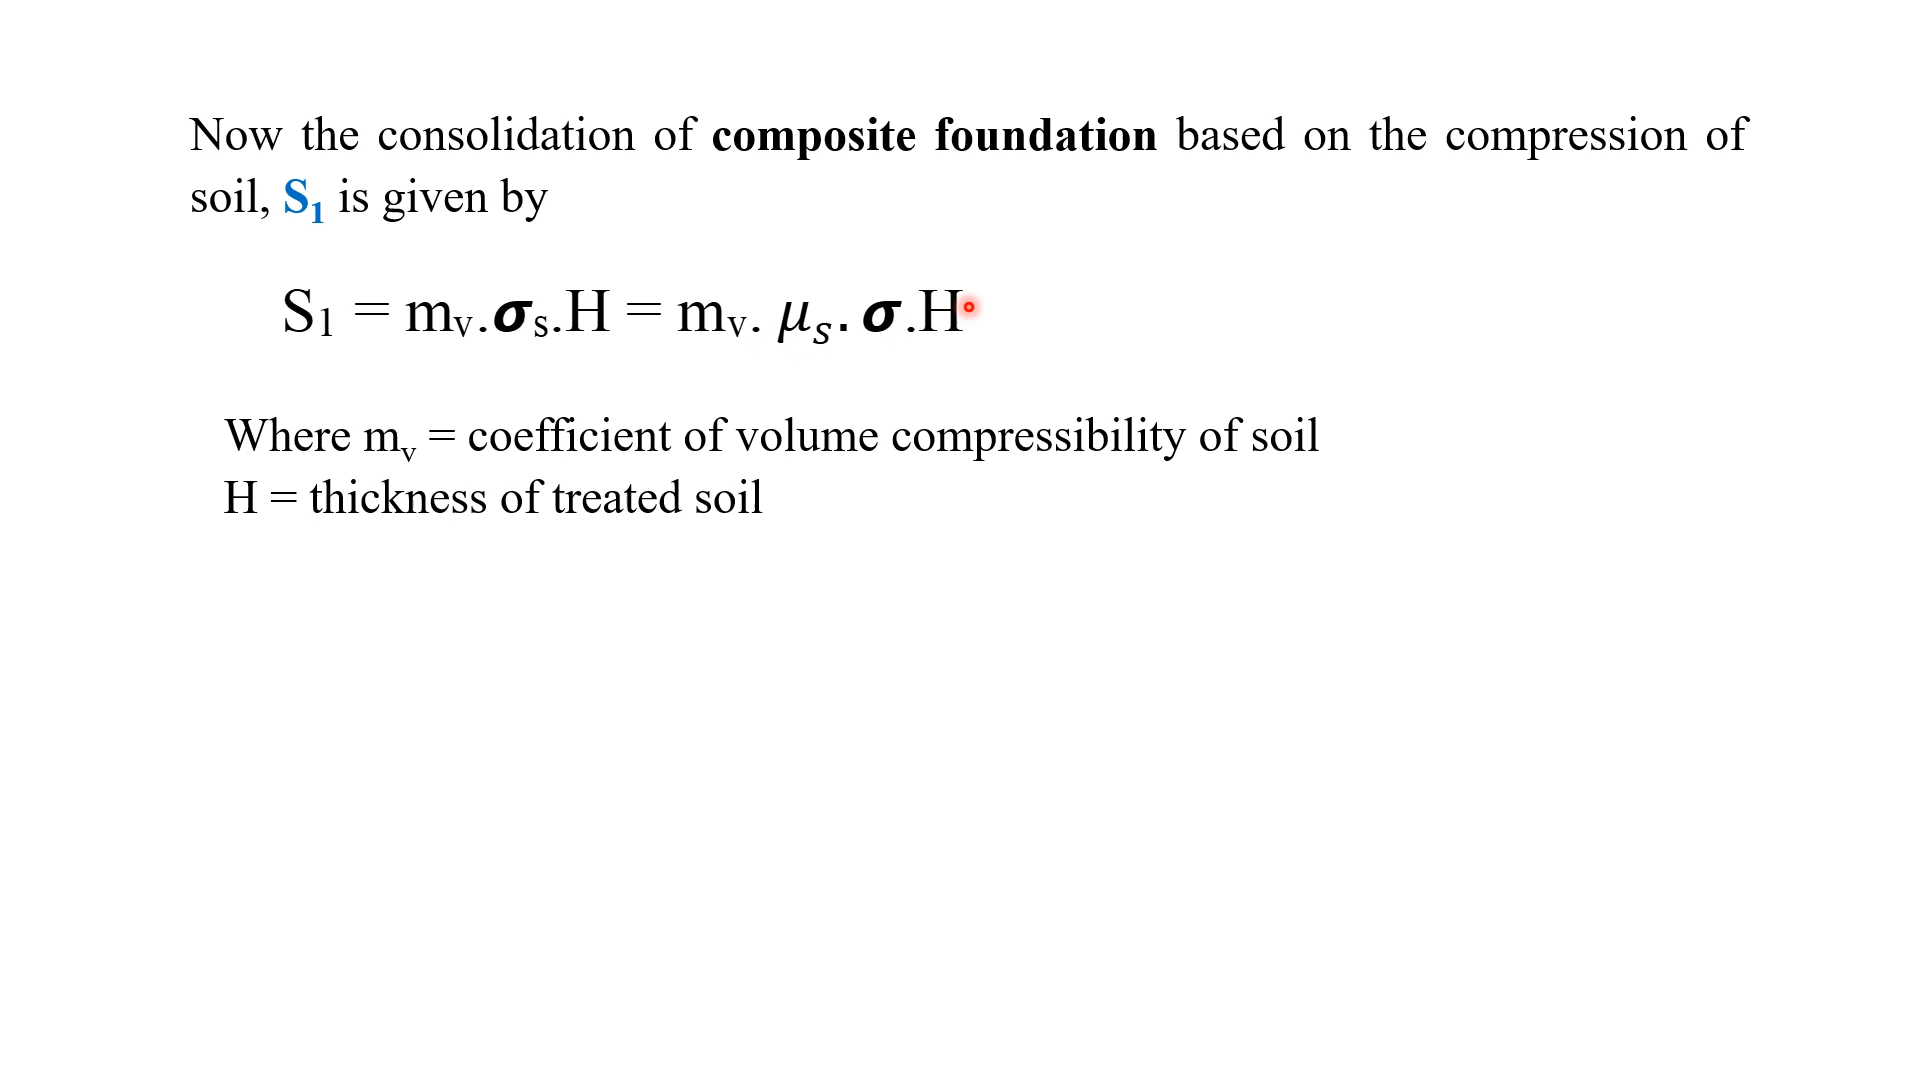 Now the consolidation of composite foundation based on the compression of
soil, S₁ is given by
S₁ = mᵥ.𝝈ₛ.H = mᵥ. 𝜇ₛ. 𝝈.H
Where mᵥ = coefficient of volume compressibility of soil
H = thickness of treated soil